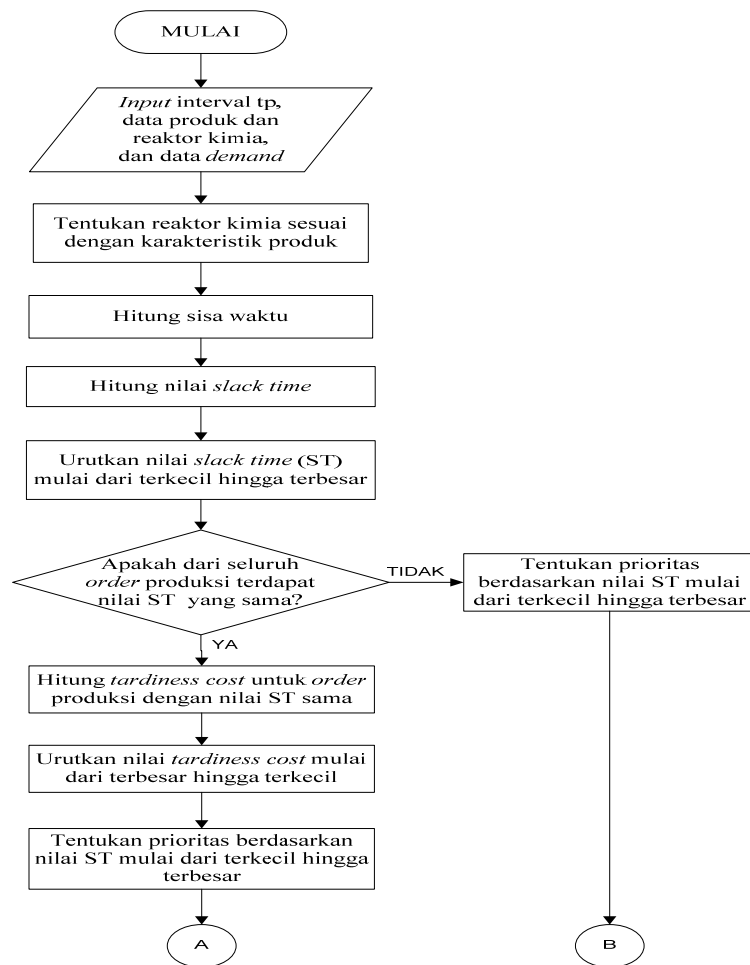 MULAI
Input interval tp,
data produk dan
reaktor kimia,
dan data demand
Tentukan reaktor kimia sesuai
dengan karakteristik produk
Hitung sisa waktu
Hitung nilai slack time
Urutkan nilai slack time (ST)
mulai dari terkecil hingga terbesar
Apakah dari seluruh
order produksi terdapat
nilai ST yang sama?
TIDAK
Tentukan prioritas
berdasarkan nilai ST mulai
dari terkecil hingga terbesar
YA
Hitung tardiness cost untuk order
produksi dengan nilai ST sama
Urutkan nilai tardiness cost mulai
dari terbesar hingga terkecil
Tentukan prioritas berdasarkan
nilai ST mulai dari terkecil hingga
terbesar
A
B